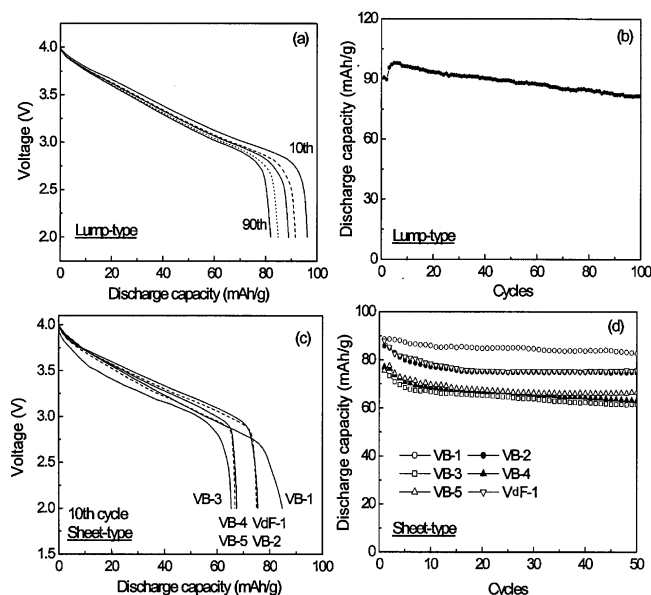 (a)
4.0
3.5
3.0
2.5
2.0
Voltage (V)
10th
90th
Lump-type
0 20 40 60 80 100
Discharge capacity (mAh/g)
(b)
120
90
60
30
0
Discharge capacity (mAh/g)
Lump-type
0 20 40 60 80 100
Cycles
(c)
4.0
3.5
3.0
2.5
2.0
1.5
Voltage (V)
VB-3 VB-4 VdF-1 VB-1
VB-5 VB-2
10th cycle
Sheet-type
0 20 40 60 80 100
Discharge capacity (mAh/g)
(d)
100
80
60
40
20
0
Discharge capacity (mAh/g)
VB-1 VB-2
VB-3 VB-4
VB-5 VdF-1
Sheet-type
0 10 20 30 40 50
Cycles